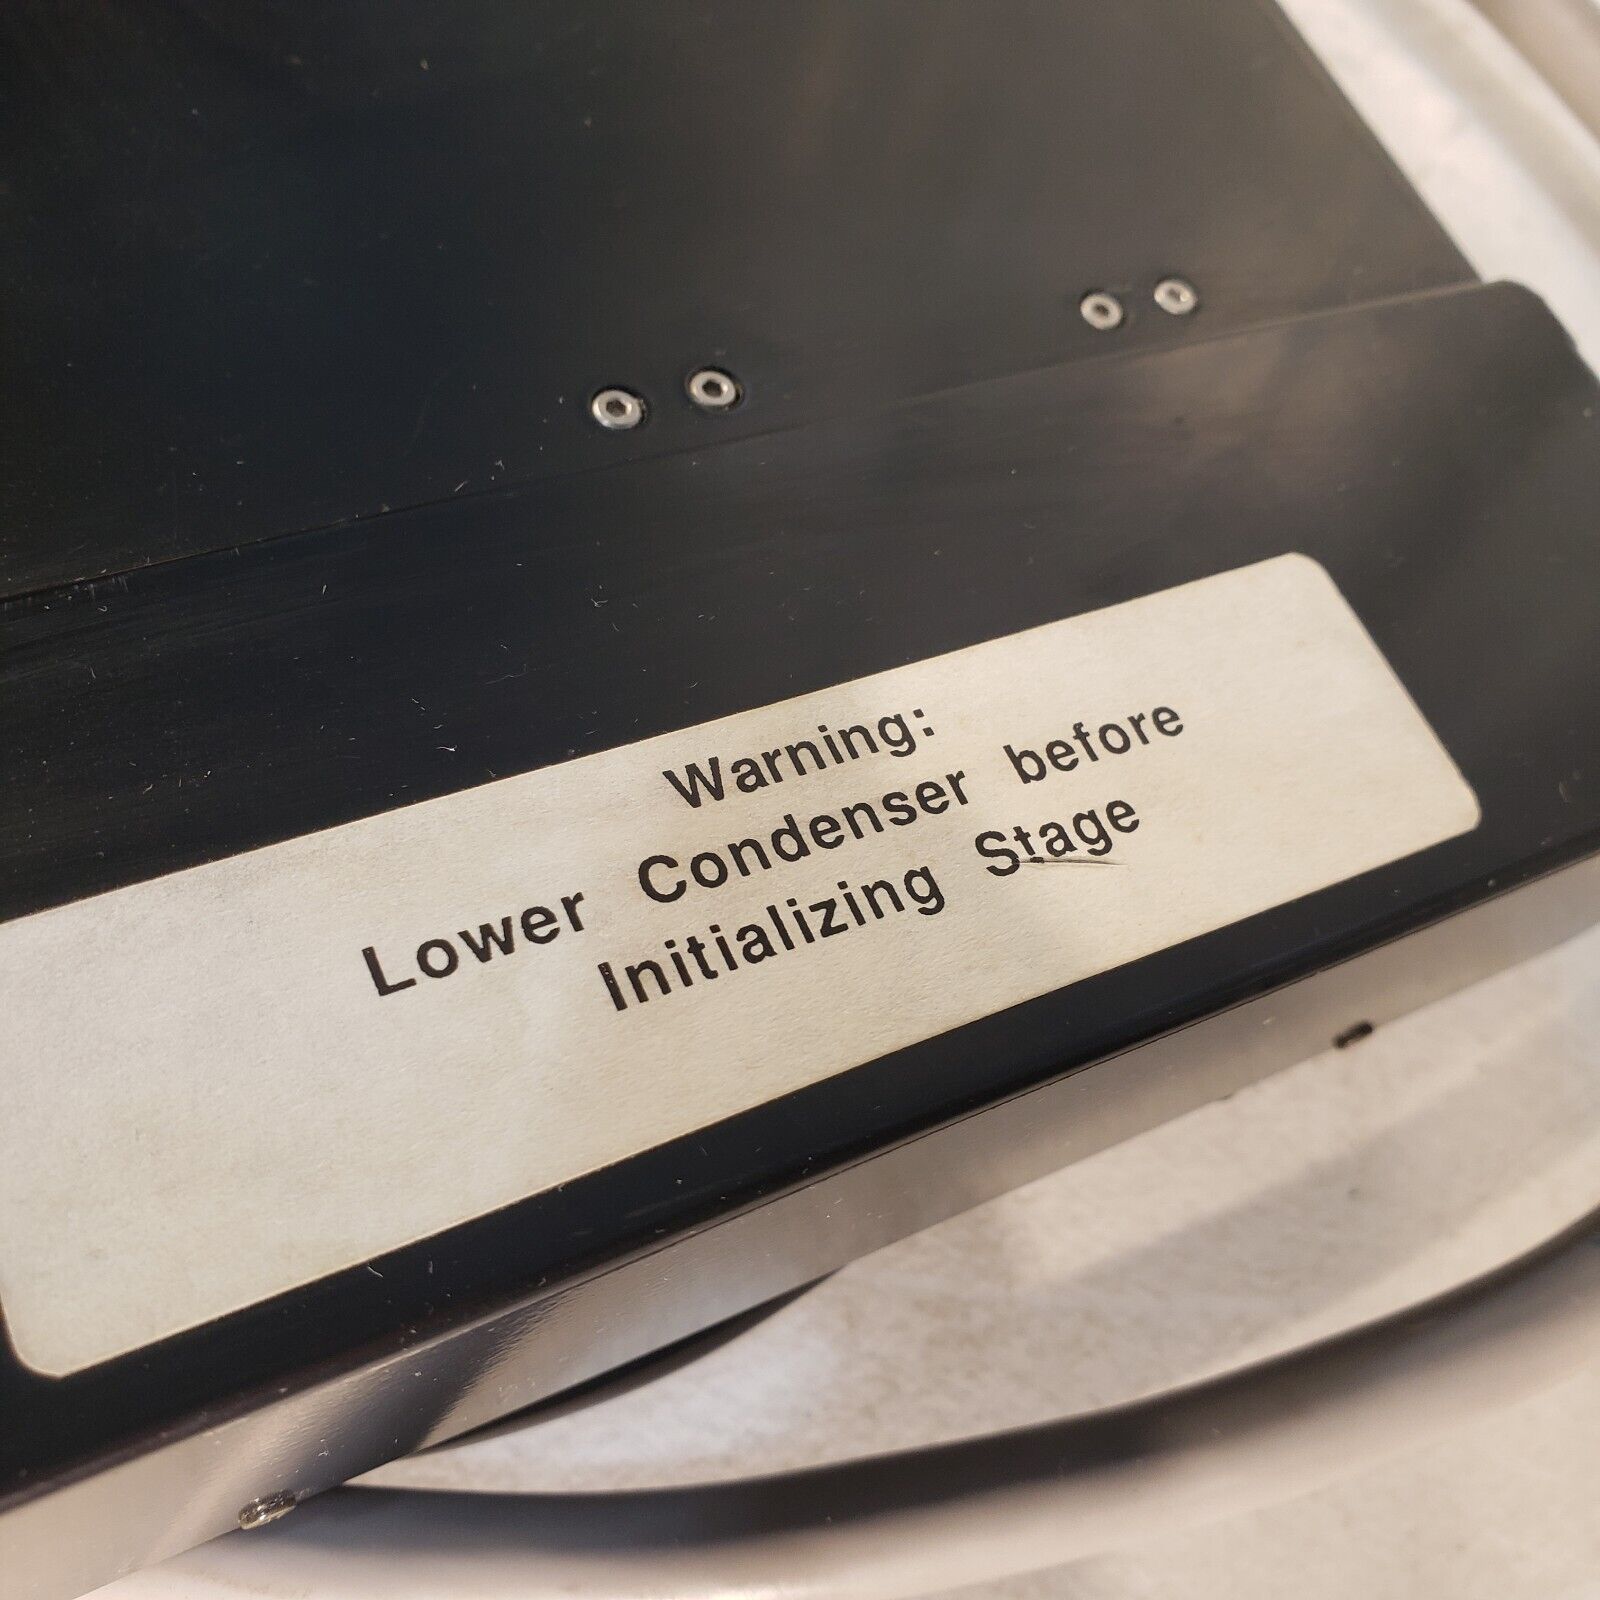 Warning:
Lower Condenser before
Initializing Stage